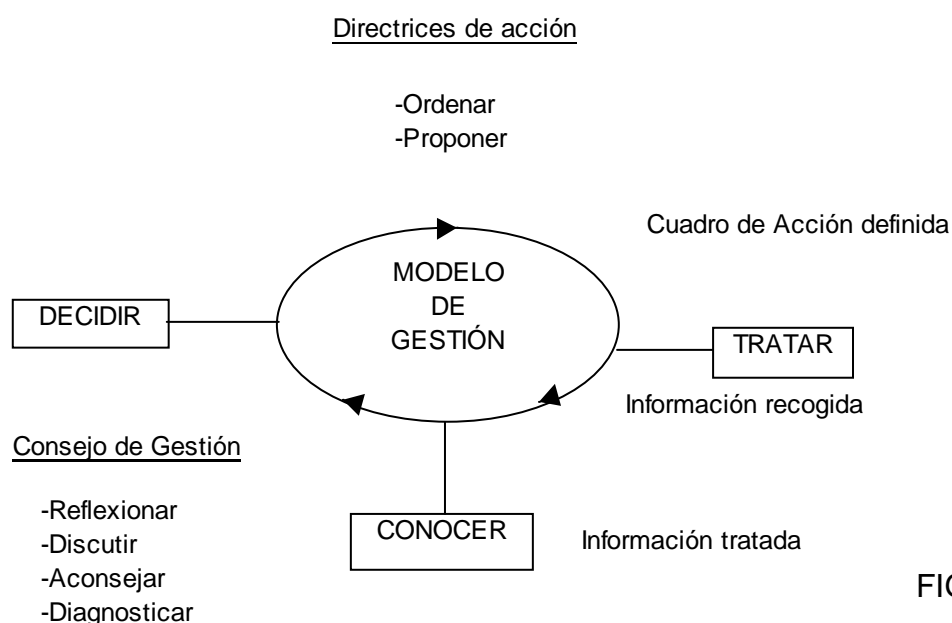 Directrices de acción
-Ordenar
-Proponer
Cuadro de Acción definida
MODELO
DE
GESTIÓN
DECIDIR
TRATAR
Información recogida
Consejo de Gestión
-Reflexionar
-Discutir
-Aconsejar
-Diagnosticar
CONOCER
Información tratada